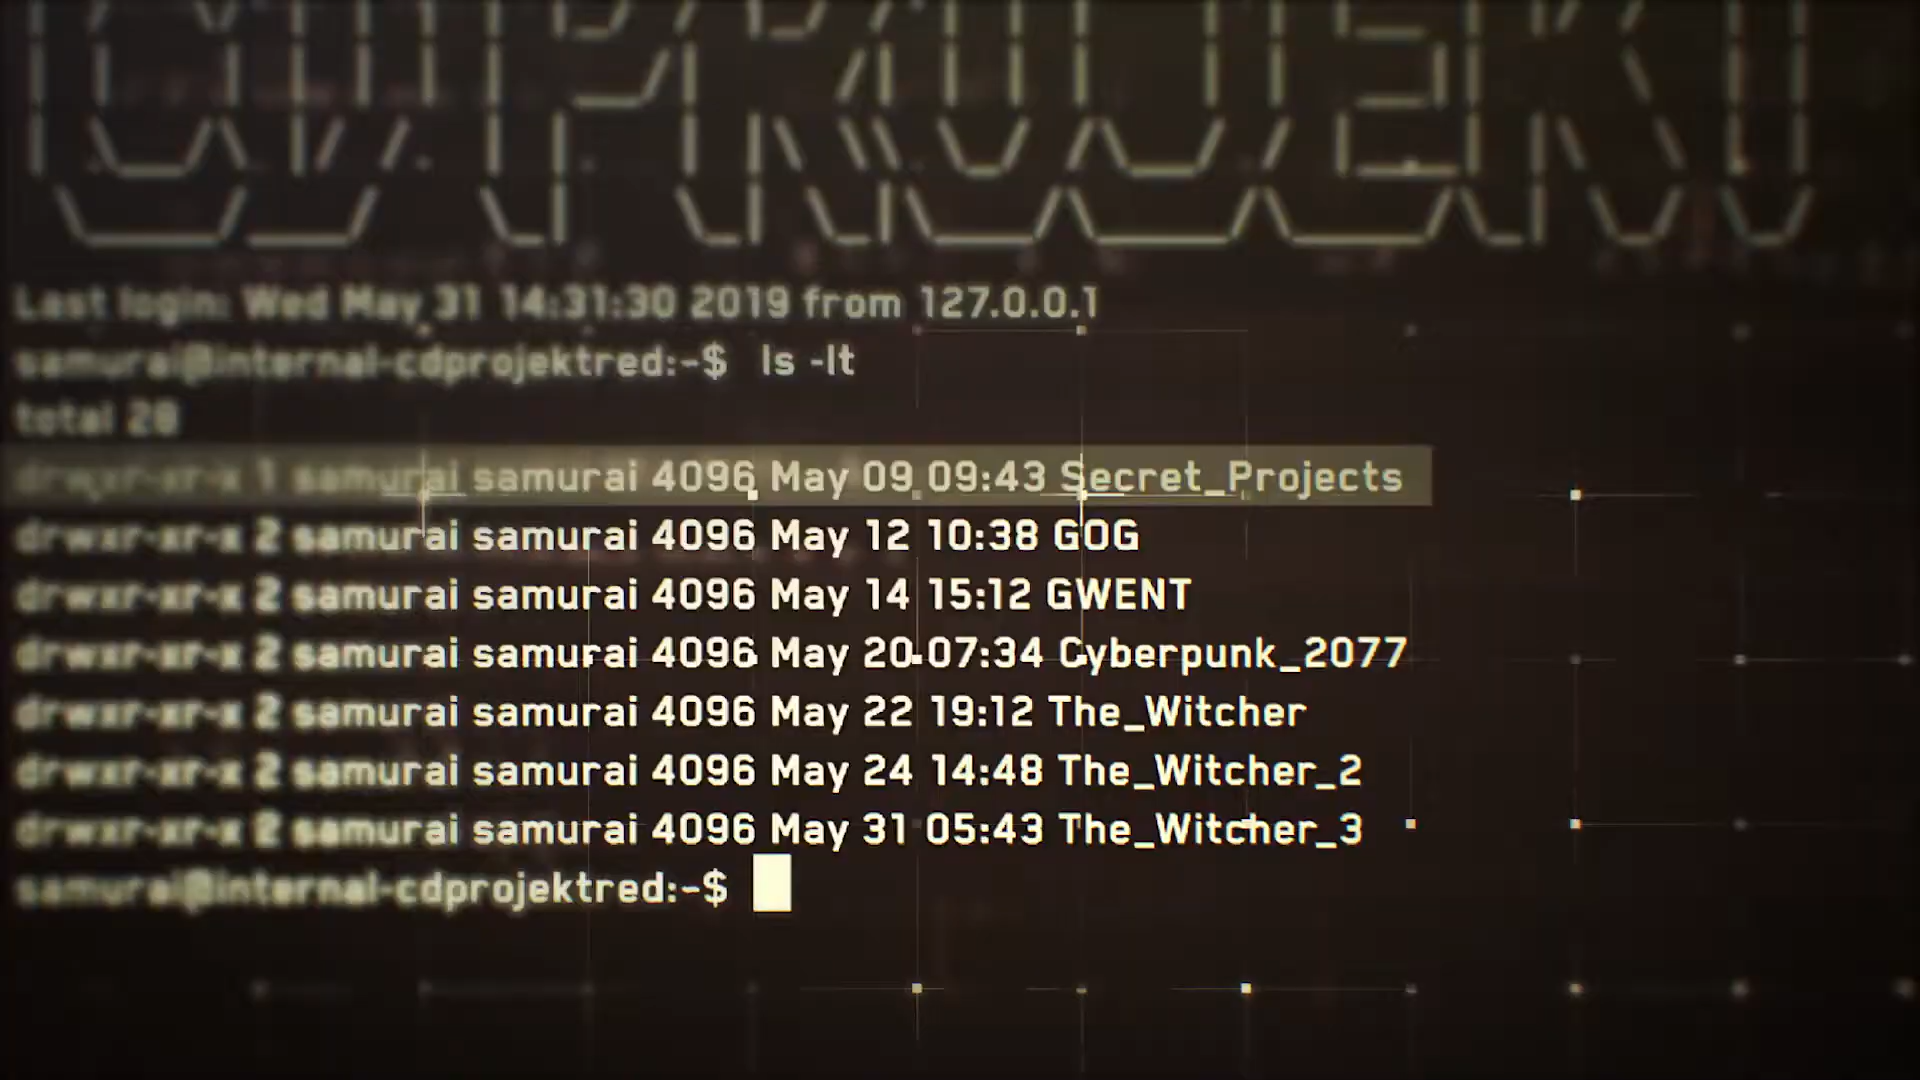 CD PROJEKT
Last login: Wed May 31 14:31:30 2019 from 127.0.0.1
samurai@internal-cdprojektred:~$ ls -lt
total 28
drwxr-xr-x 1 samurai samurai 4096 May 09 09:43 Secret_Projects
drwxr-xr-x 2 samurai samurai 4096 May 12 10:38 GOG
drwxr-xr-x 2 samurai samurai 4096 May 14 15:12 GWENT
drwxr-xr-x 2 samurai samurai 4096 May 20 07:34 Cyberpunk_2077
drwxr-xr-x 2 samurai samurai 4096 May 22 19:12 The_Witcher
drwxr-xr-x 2 samurai samurai 4096 May 24 14:48 The_Witcher_2
drwxr-xr-x 2 samurai samurai 4096 May 31 05:43 The_Witcher_3
samurai@internal-cdprojektred:~$